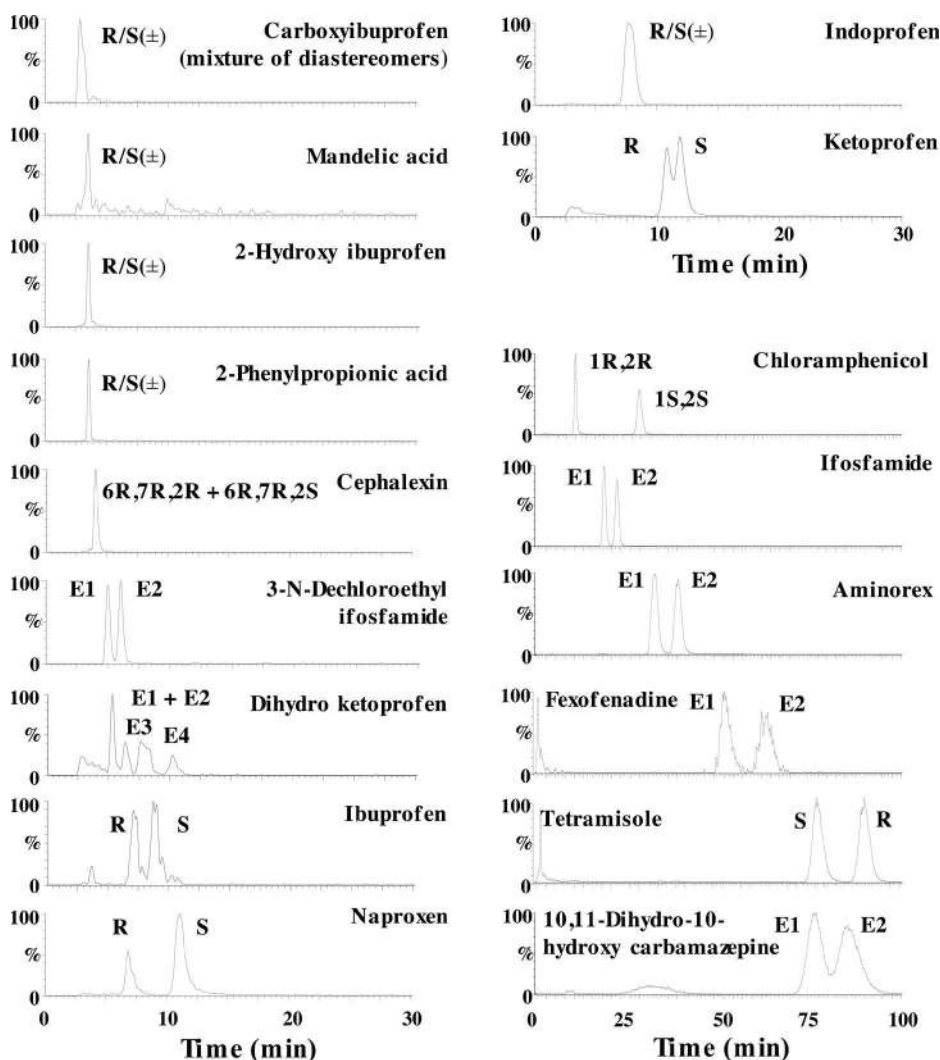 100
%
0
R/S(±)
Carboxyibuprofen
(mixture of diastereomers)
100
%
0
R/S(±)
Mandelic acid
100
%
0
R/S(±)
2-Hydroxy ibuprofen
100
%
0
R/S(±)
2-Phenylpropionic acid
100
%
0
6R,7R,2R + 6R,7R,2S
Cephalexin
100
%
0
E1 E2
3-N-Dechloroethyl
ifosfamide
100
%
0
E1 + E2
E3
E4
Dihydro ketoprofen
100
%
0
R S
Ibuprofen
100
%
0
R S
Naproxen
0 10 20 30
Time (min)
100
%
0
R/S(±)
Indoprofen
100
%
0
R S
Ketoprofen
0 10 20 30
Time (min)
100
%
0
1R,2R
1S,2S
Chloramphenicol
100
%
0
E1 E2
Ifosfamide
100
%
0
E1 E2
Aminorex
100
%
0
Fexofenadine
E1 E2
100
%
0
Tetramisole
S R
100
%
0
10,11-Dihydro-10-
hydroxy carbamazepine
E1 E2
0 25 50 75 100
Time (min)